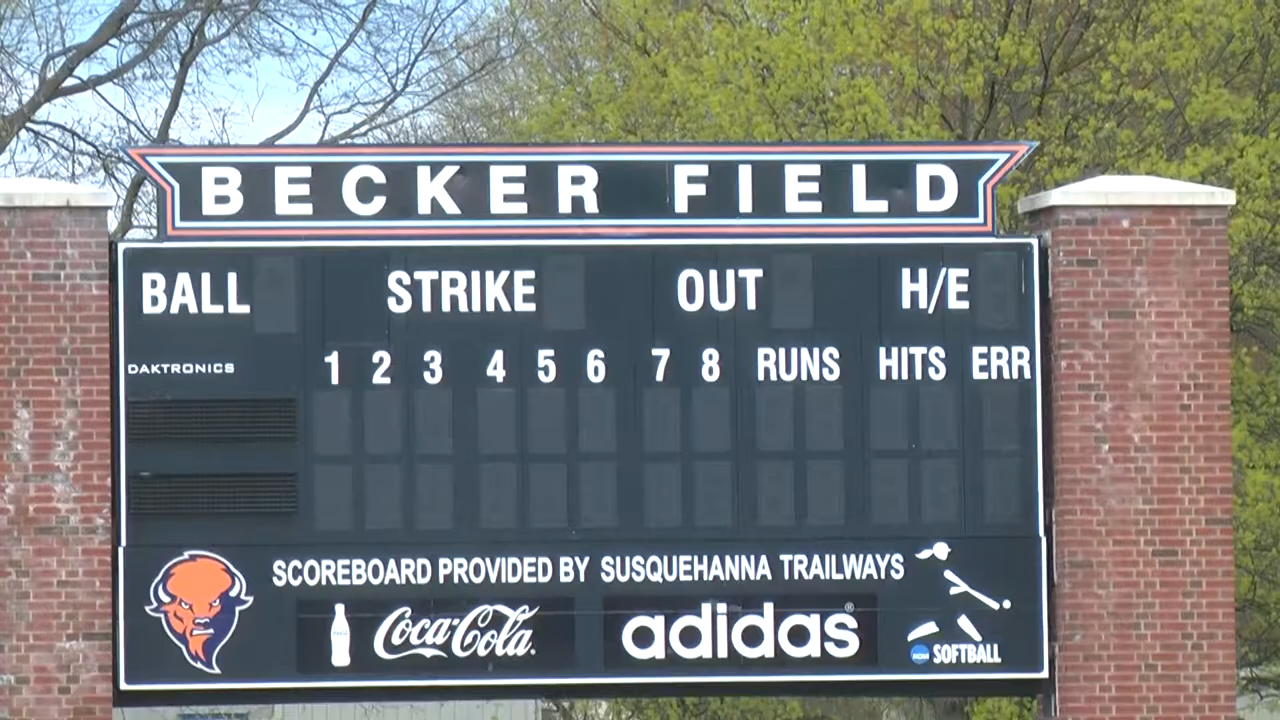 BECKER FIELD
BALL STRIKE OUT H/E
DAKTRONICS 1 2 3 4 5 6 7 8 RUNS HITS ERR
SCOREBOARD PROVIDED BY SUSQUEHANNA TRAILWAYS
Coca-Cola adidas®
NCAA SOFTBALL